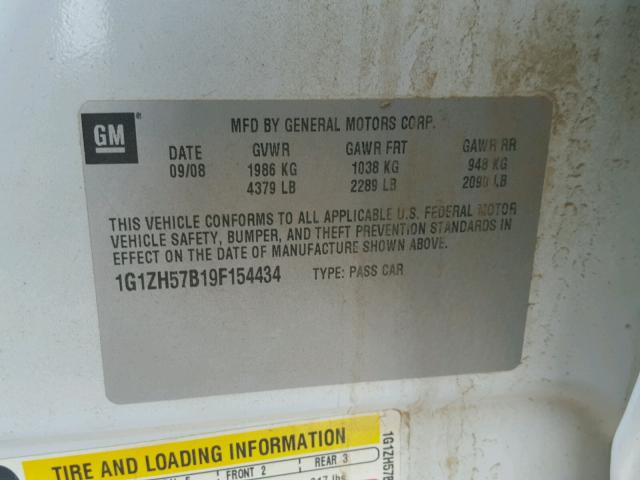 GM
MFD BY GENERAL MOTORS CORP.
DATE GVWR GAWR FRT GAWR RR
09/08 1986 KG 1038 KG 948 KG
4379 LB 2289 LB 2090 LB
THIS VEHICLE CONFORMS TO ALL APPLICABLE U.S. FEDERAL MOTOR
VEHICLE SAFETY, BUMPER, AND THEFT PREVENTION STANDARDS IN
EFFECT ON THE DATE OF MANUFACTURE SHOWN ABOVE.
1G1ZH57B19F154434 TYPE: PASS CAR
TIRE AND LOADING INFORMATION
FRONT 2 REAR 3
1G1ZH57B